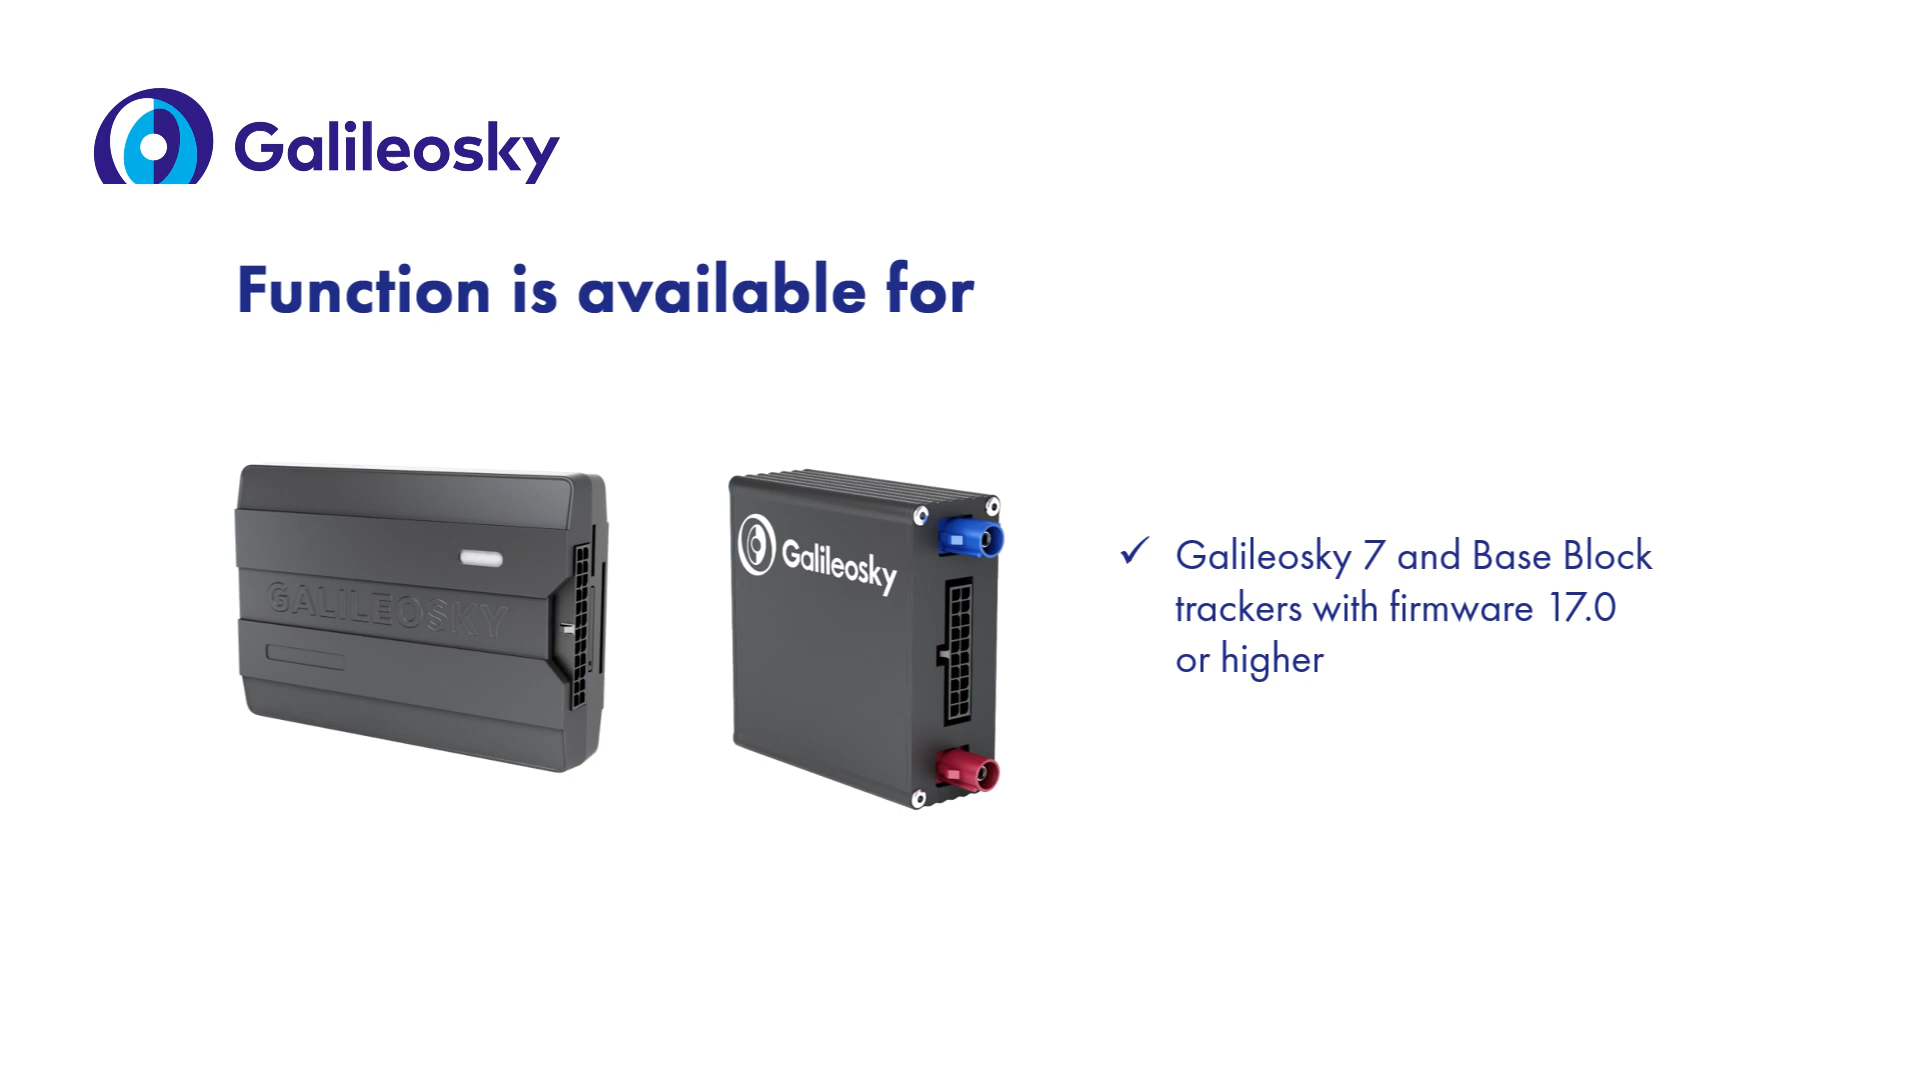 Galileosky
Function is available for
GALILEOSKY
Galileosky
✓ Galileosky 7 and Base Block
trackers with firmware 17.0
or higher